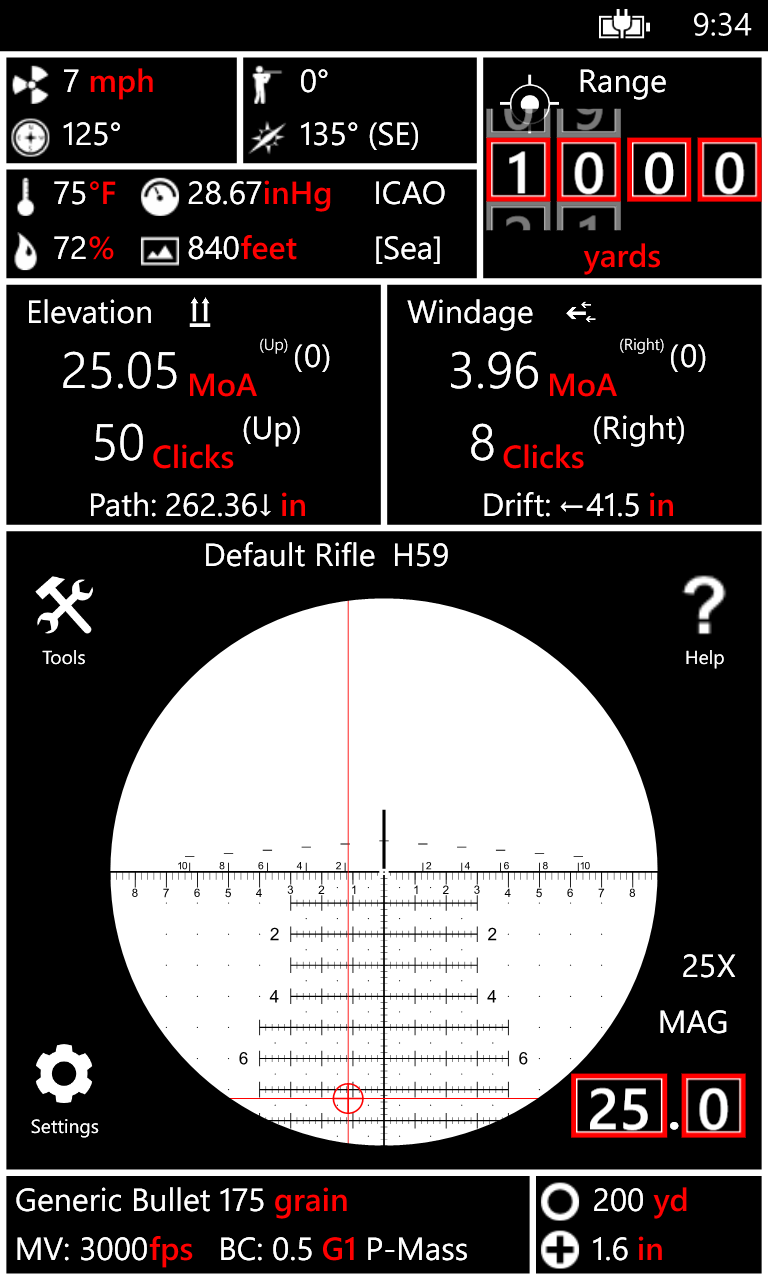 9:34
7 mph
125°
0°
135° (SE)
Range
0 9
1 0 0 0
2 1
yards
75°F 28.67inHg ICAO
72% 840feet [Sea]
Elevation
25.05 MoA (Up) (0)
50 Clicks (Up)
Path: 262.36↓ in
Windage
3.96 MoA (Right) (0)
8 Clicks (Right)
Drift: ←41.5 in
Default Rifle H59
Tools
Help
10 8 6 4 2 2 4 6 8 10
8 7 6 5 4 3 2 1 1 2 3 4 5 6 7 8
2 2
4 4
6 6
25X
MAG
25.0
Settings
Generic Bullet 175 grain
MV: 3000fps BC: 0.5 G1 P-Mass
200 yd
1.6 in